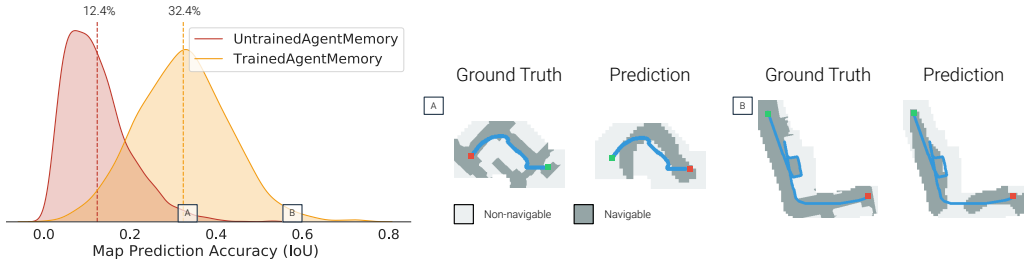 12.4%
32.4%
UntrainedAgentMemory
TrainedAgentMemory
A
B
0.0 0.2 0.4 0.6 0.8
Map Prediction Accuracy (IoU)
Ground Truth Prediction
A
Non-navigable Navigable
Ground Truth Prediction
B